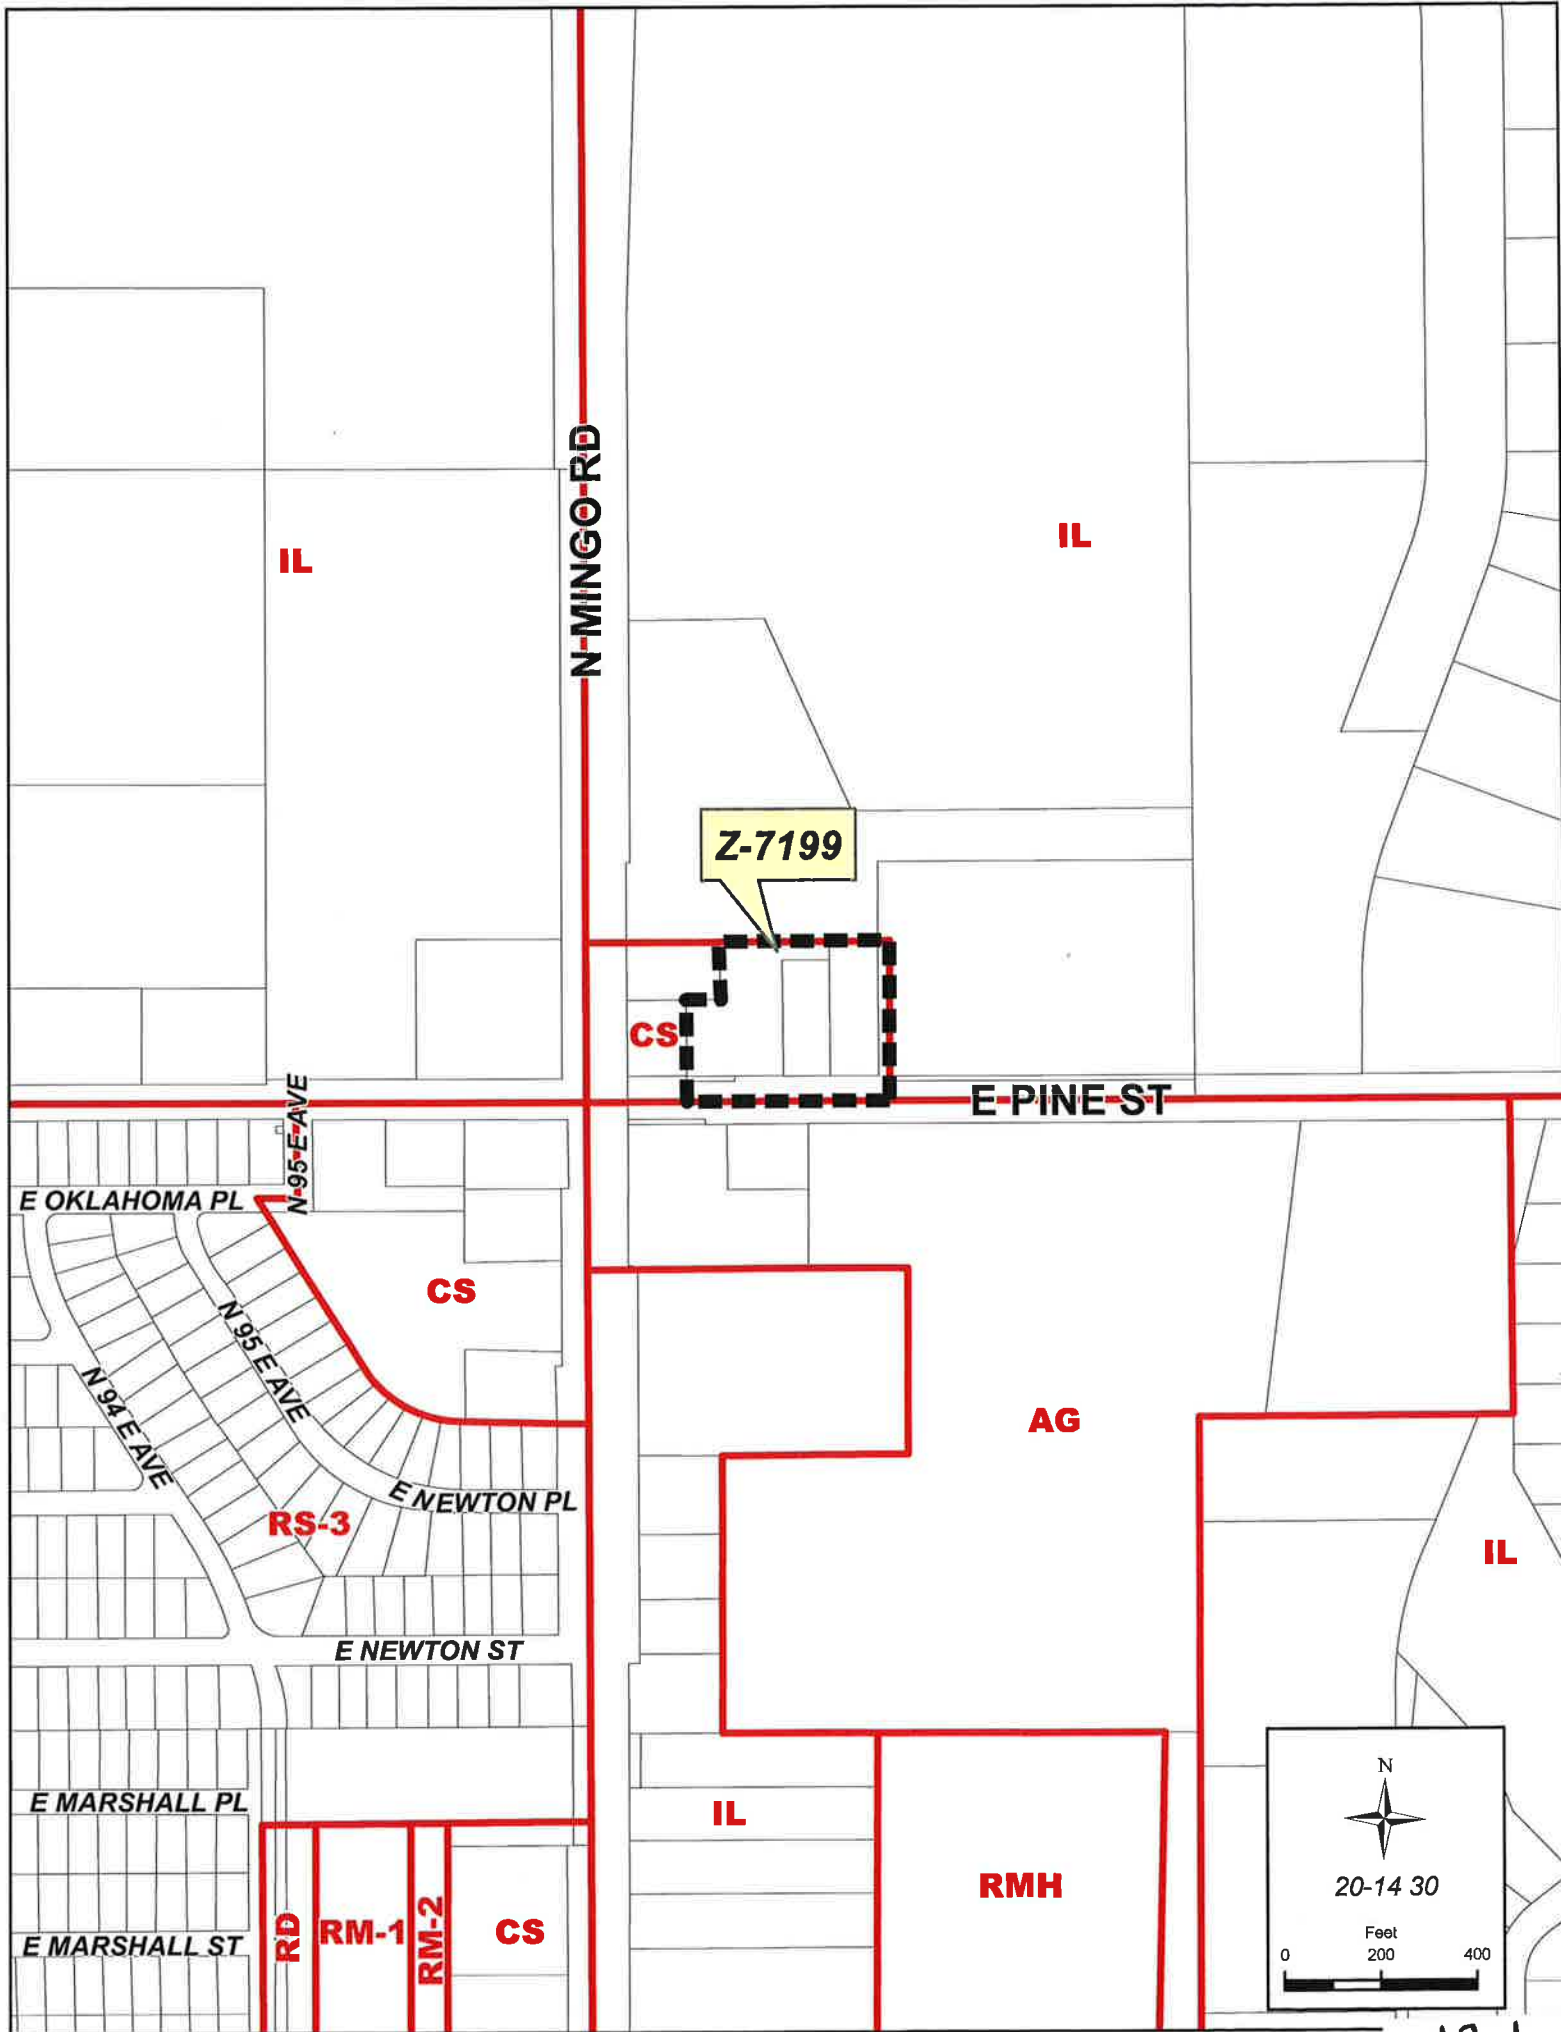 N MINGO RD
IL
IL
Z-7199
CS
E PINE ST
N 95 E AVE
E OKLAHOMA PL
CS
N 95 E AVE
N 94 E AVE
AG
E NEWTON PL
RS-3
IL
E NEWTON ST
E MARSHALL PL
IL
RMH
RD
RM-1
RM-2
CS
E MARSHALL ST
N
20-14 30
Feet
0 200 400